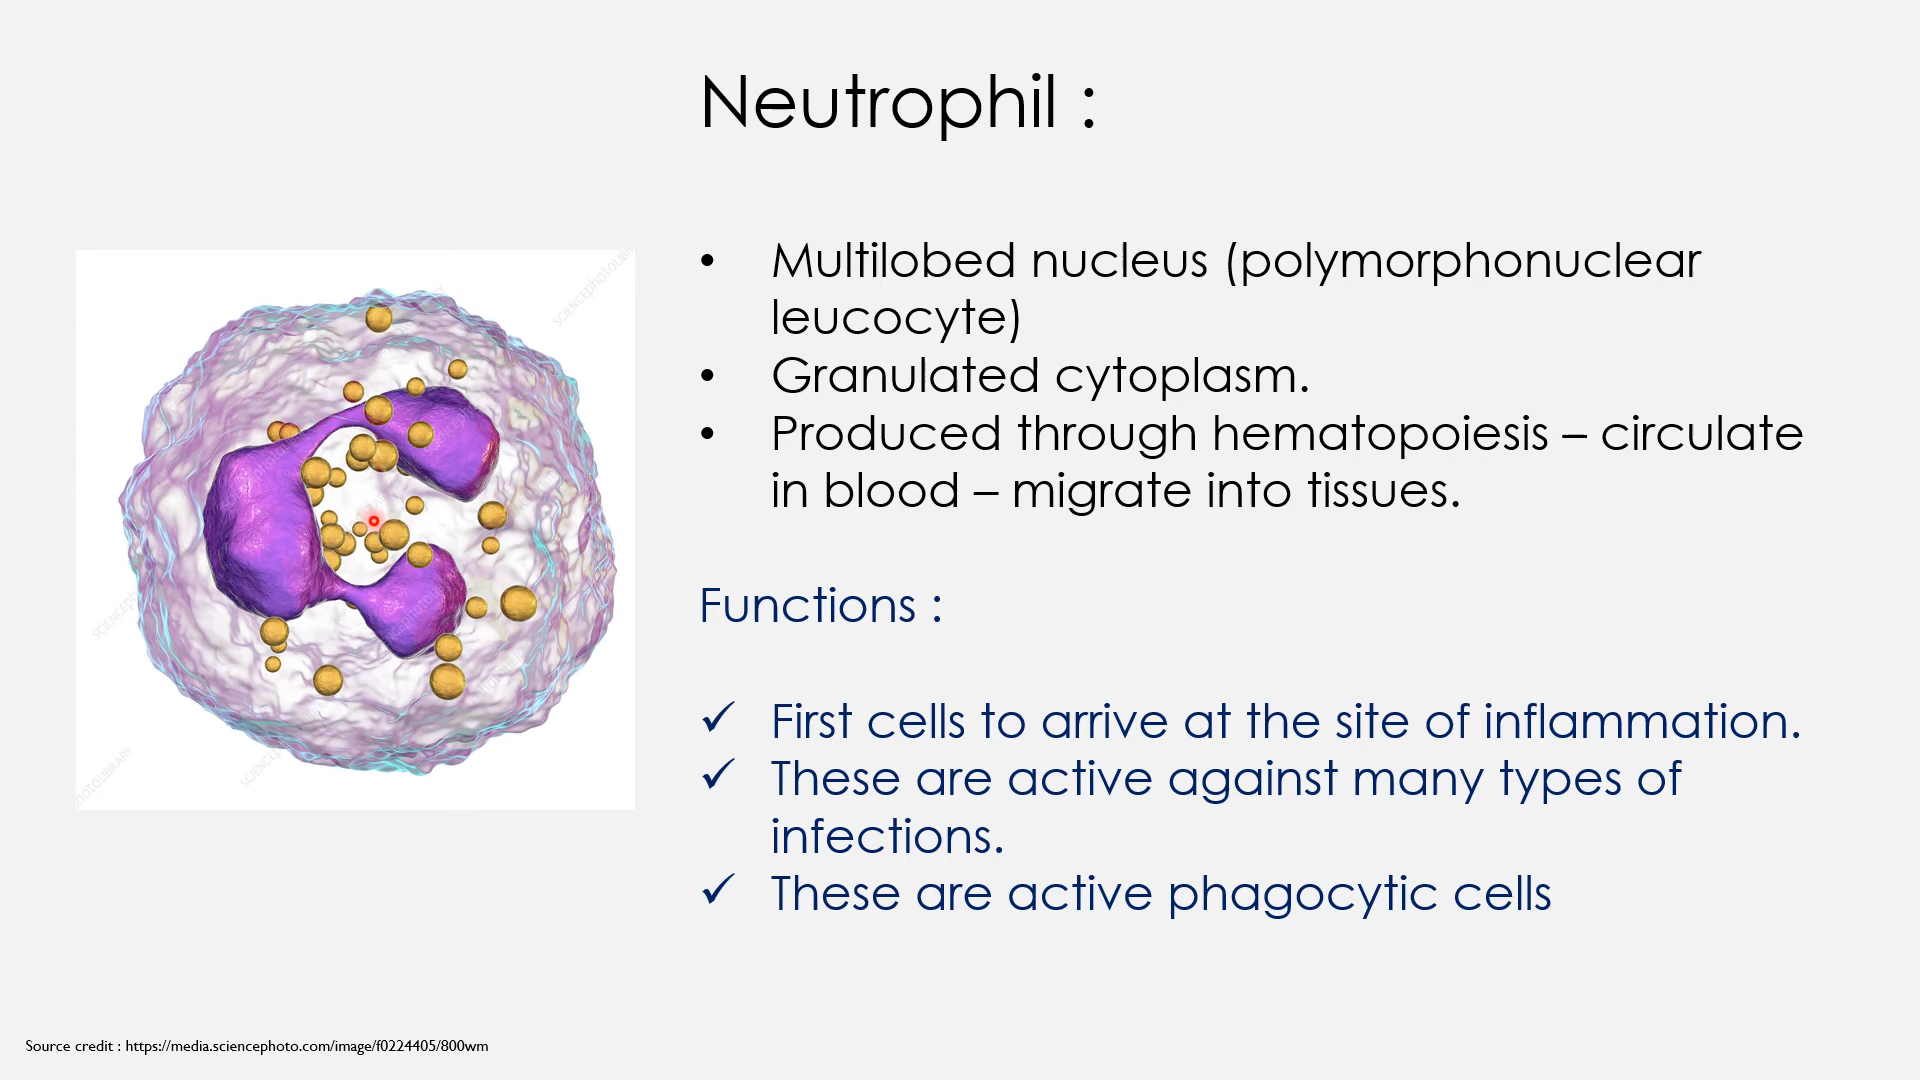 Neutrophil :
• Multilobed nucleus (polymorphonuclear
leucocyte)
• Granulated cytoplasm.
• Produced through hematopoiesis – circulate
in blood – migrate into tissues.
Functions :
✓ First cells to arrive at the site of inflammation.
✓ These are active against many types of
infections.
✓ These are active phagocytic cells
SCIENCEphotOLIBRARY
Source credit : https://media.sciencephoto.com/image/f0224405/800wm